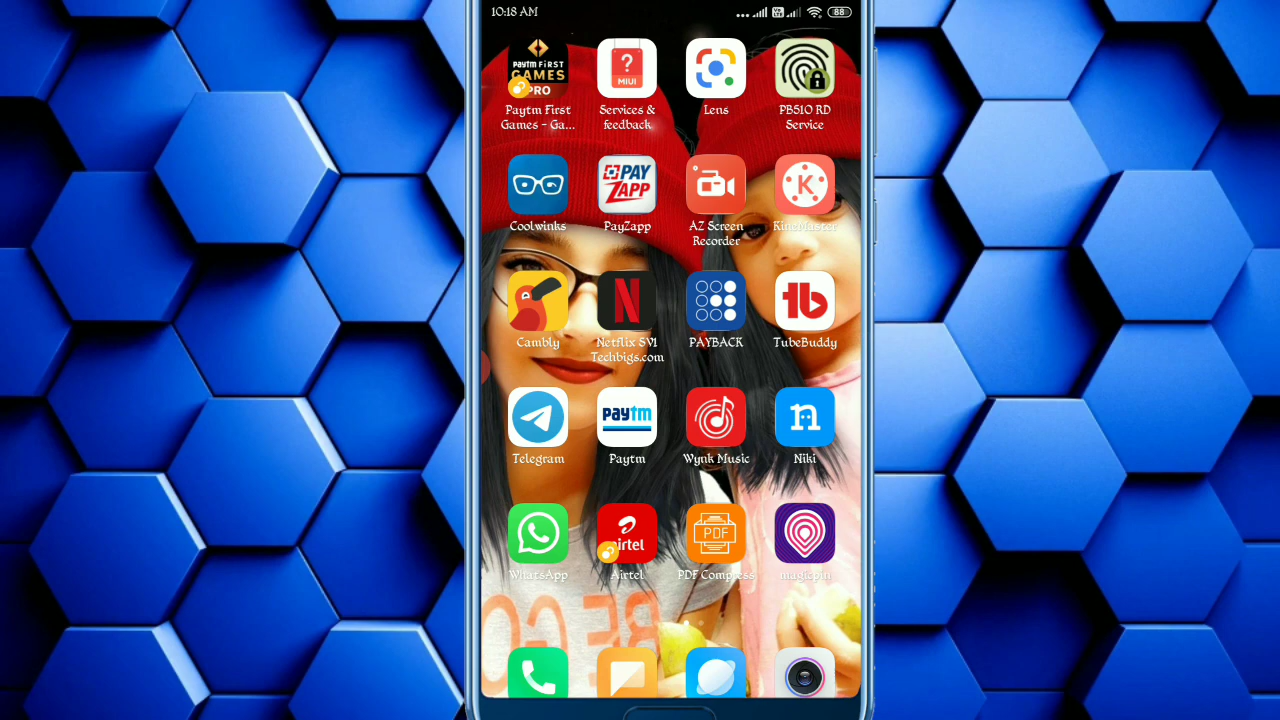 10:18 AM
88
PAYTM FIRST
GAMES
PRO
Paytm First
Games - Ga...
?
MIUI
Services &
feedback
Lens
PB510 RD
Service
Coolwinks
PAY
ZAPP
PayZapp
AZ Screen
Recorder
K
KineMaster
Cambly
N
Netflix SV1
Techbigs.com
PAYBACK
tb
TubeBuddy
Telegram
paytm
Paytm
Wynk Music
n
Niki
WhatsApp
airtel
Airtel
PDF
PDF Compress
magicpin